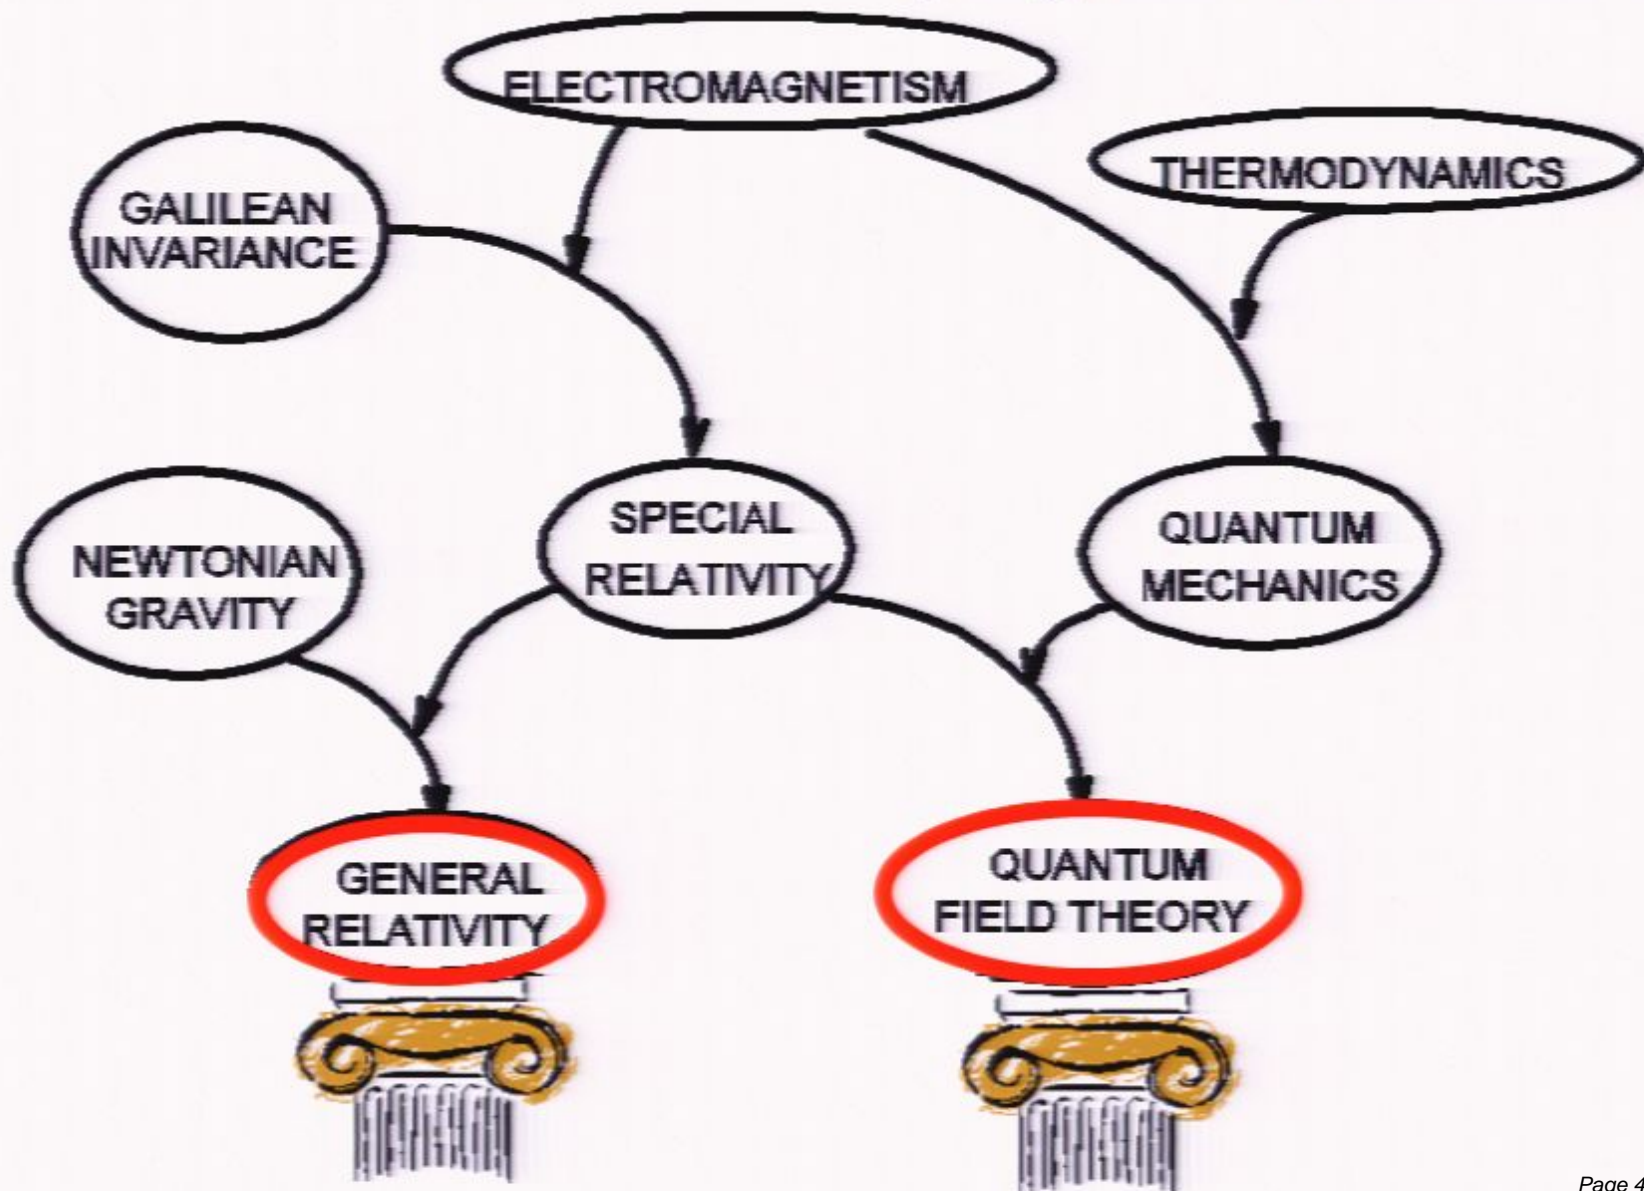 ELECTROMAGNETISM
THERMODYNAMICS
GALILEAN
INVARIANCE
SPECIAL
RELATIVITY
QUANTUM
MECHANICS
NEWTONIAN
GRAVITY
GENERAL
RELATIVITY
QUANTUM
FIELD THEORY
Page 4